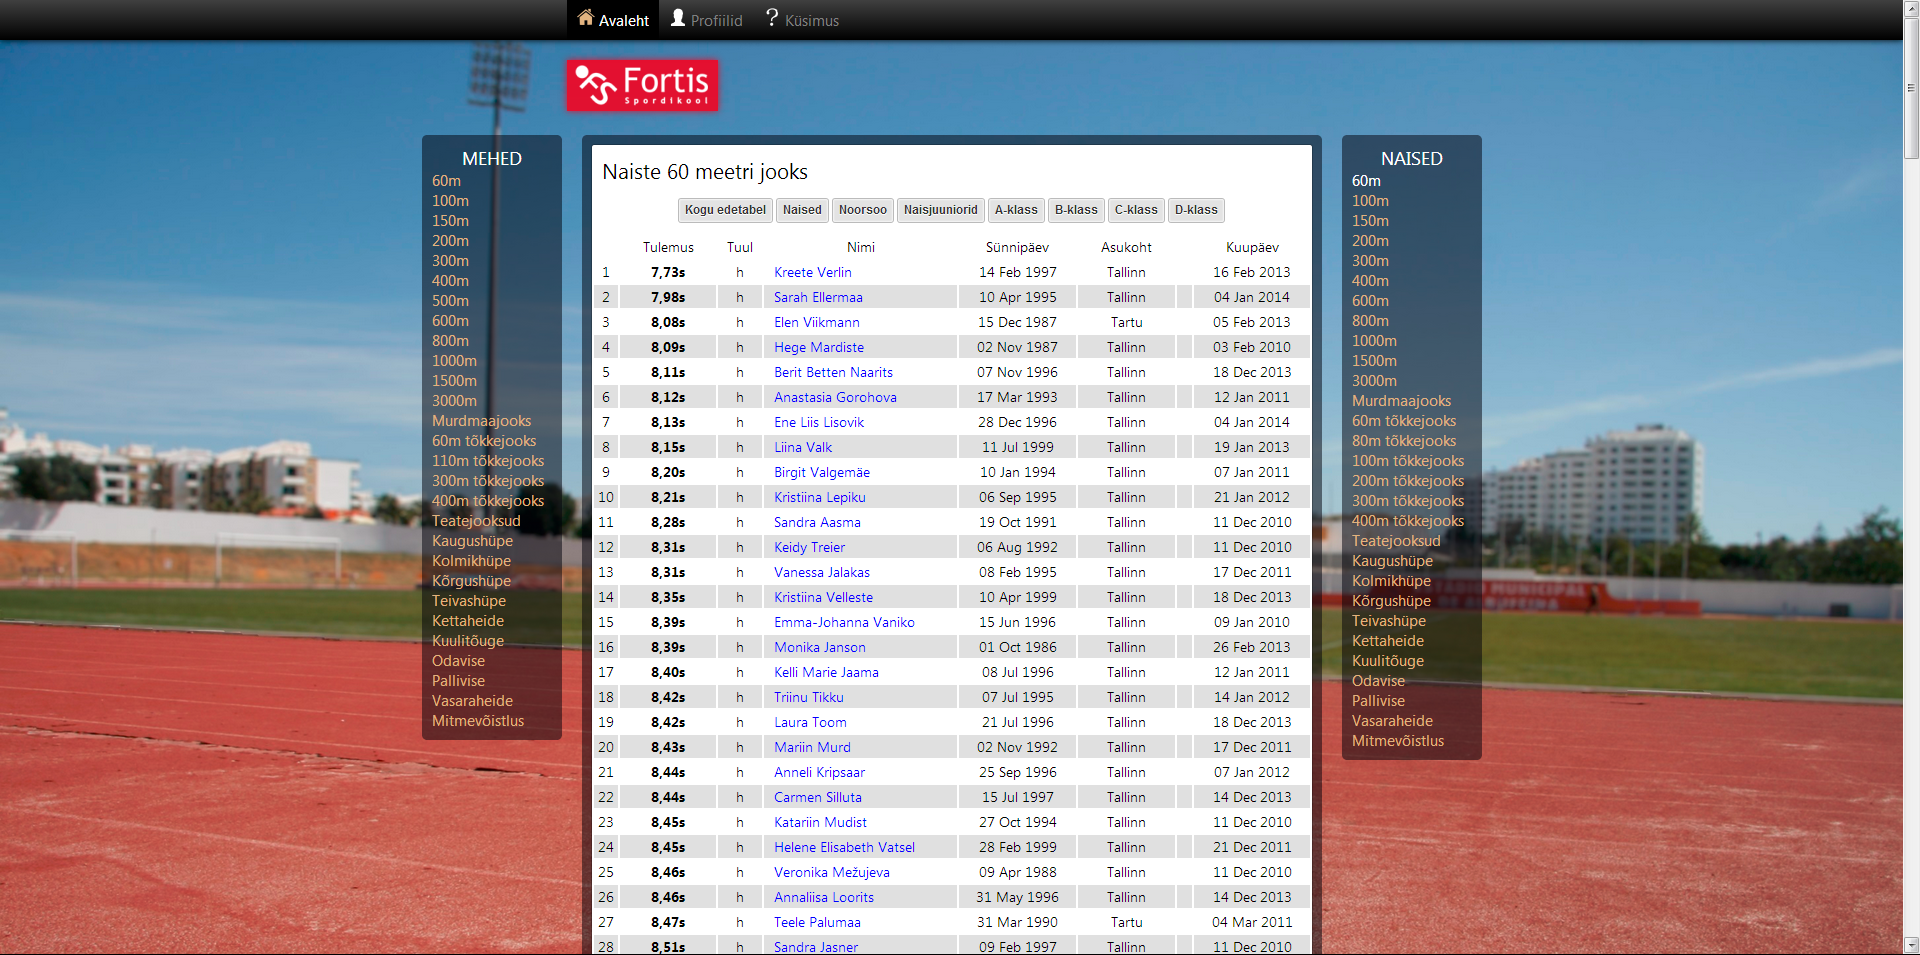 Avaleht Profiilid Küsimus
Fortis
Spordikool
MEHED
60m
100m
150m
200m
300m
400m
500m
600m
800m
1000m
1500m
3000m
Murdmaajooks
60m tõkkejooks
110m tõkkejooks
300m tõkkejooks
400m tõkkejooks
Teatejooksud
Kaugushüpe
Kolmikhüpe
Kõrgushüpe
Teivashüpe
Kettaheide
Kuulitõuge
Odavise
Pallivise
Vasaraheide
Mitmevõistlus
Naiste 60 meetri jooks
Kogu edetabel Naised Noorsoo Naisjuuniorid A-klass B-klass C-klass D-klass
Tulemus Tuul Nimi Sünnipäev Asukoht Kuupäev
1 7,73s h Kreete Verlin 14 Feb 1997 Tallinn 16 Feb 2013
2 7,98s h Sarah Ellermaa 10 Apr 1995 Tallinn 04 Jan 2014
3 8,08s h Elen Viikmann 15 Dec 1987 Tartu 05 Feb 2013
4 8,09s h Hege Mardiste 02 Nov 1987 Tallinn 03 Feb 2010
5 8,11s h Berit Betten Naarits 07 Nov 1996 Tallinn 18 Dec 2013
6 8,12s h Anastasia Gorohova 17 Mar 1993 Tallinn 12 Jan 2011
7 8,13s h Ene Liis Lisovik 28 Dec 1996 Tallinn 04 Jan 2014
8 8,15s h Liina Valk 11 Jul 1999 Tallinn 19 Jan 2013
9 8,20s h Birgit Valgemäe 10 Jan 1994 Tallinn 07 Jan 2011
10 8,21s h Kristiina Lepiku 06 Sep 1995 Tallinn 21 Jan 2012
11 8,28s h Sandra Aasma 19 Oct 1991 Tallinn 11 Dec 2010
12 8,31s h Keidy Treier 06 Aug 1992 Tallinn 11 Dec 2010
13 8,31s h Vanessa Jalakas 08 Feb 1995 Tallinn 17 Dec 2011
14 8,35s h Kristiina Velleste 10 Apr 1999 Tallinn 18 Dec 2013
15 8,39s h Emma-Johanna Vaniko 15 Jun 1996 Tallinn 09 Jan 2010
16 8,39s h Monika Janson 01 Oct 1986 Tallinn 26 Feb 2013
17 8,40s h Kelli Marie Jaama 08 Jul 1996 Tallinn 12 Jan 2011
18 8,42s h Triinu Tikku 07 Jul 1995 Tallinn 14 Jan 2012
19 8,42s h Laura Toom 21 Jul 1996 Tallinn 18 Dec 2013
20 8,43s h Mariin Murd 02 Nov 1992 Tallinn 17 Dec 2011
21 8,44s h Anneli Kripsaar 25 Sep 1996 Tallinn 07 Jan 2012
22 8,44s h Carmen Silluta 15 Jul 1997 Tallinn 14 Dec 2013
23 8,45s h Katariin Mudist 27 Oct 1994 Tallinn 11 Dec 2010
24 8,45s h Helene Elisabeth Vatsel 28 Feb 1999 Tallinn 21 Dec 2011
25 8,46s h Veronika Mežujeva 09 Apr 1988 Tallinn 11 Dec 2010
26 8,46s h Annaliisa Loorits 31 May 1996 Tallinn 14 Dec 2013
27 8,47s h Teele Palumaa 31 Mar 1990 Tartu 04 Mar 2011
28 8,51s h Sandra Jasner 09 Feb 1997 Tallinn 11 Dec 2010
NAISED
60m
100m
150m
200m
300m
400m
600m
800m
1000m
1500m
3000m
Murdmaajooks
60m tõkkejooks
80m tõkkejooks
100m tõkkejooks
200m tõkkejooks
300m tõkkejooks
400m tõkkejooks
Teatejooksud
Kaugushüpe
Kolmikhüpe
Kõrgushüpe
Teivashüpe
Kettaheide
Kuulitõuge
Odavise
Pallivise
Vasaraheide
Mitmevõistlus
MUNICIPAL